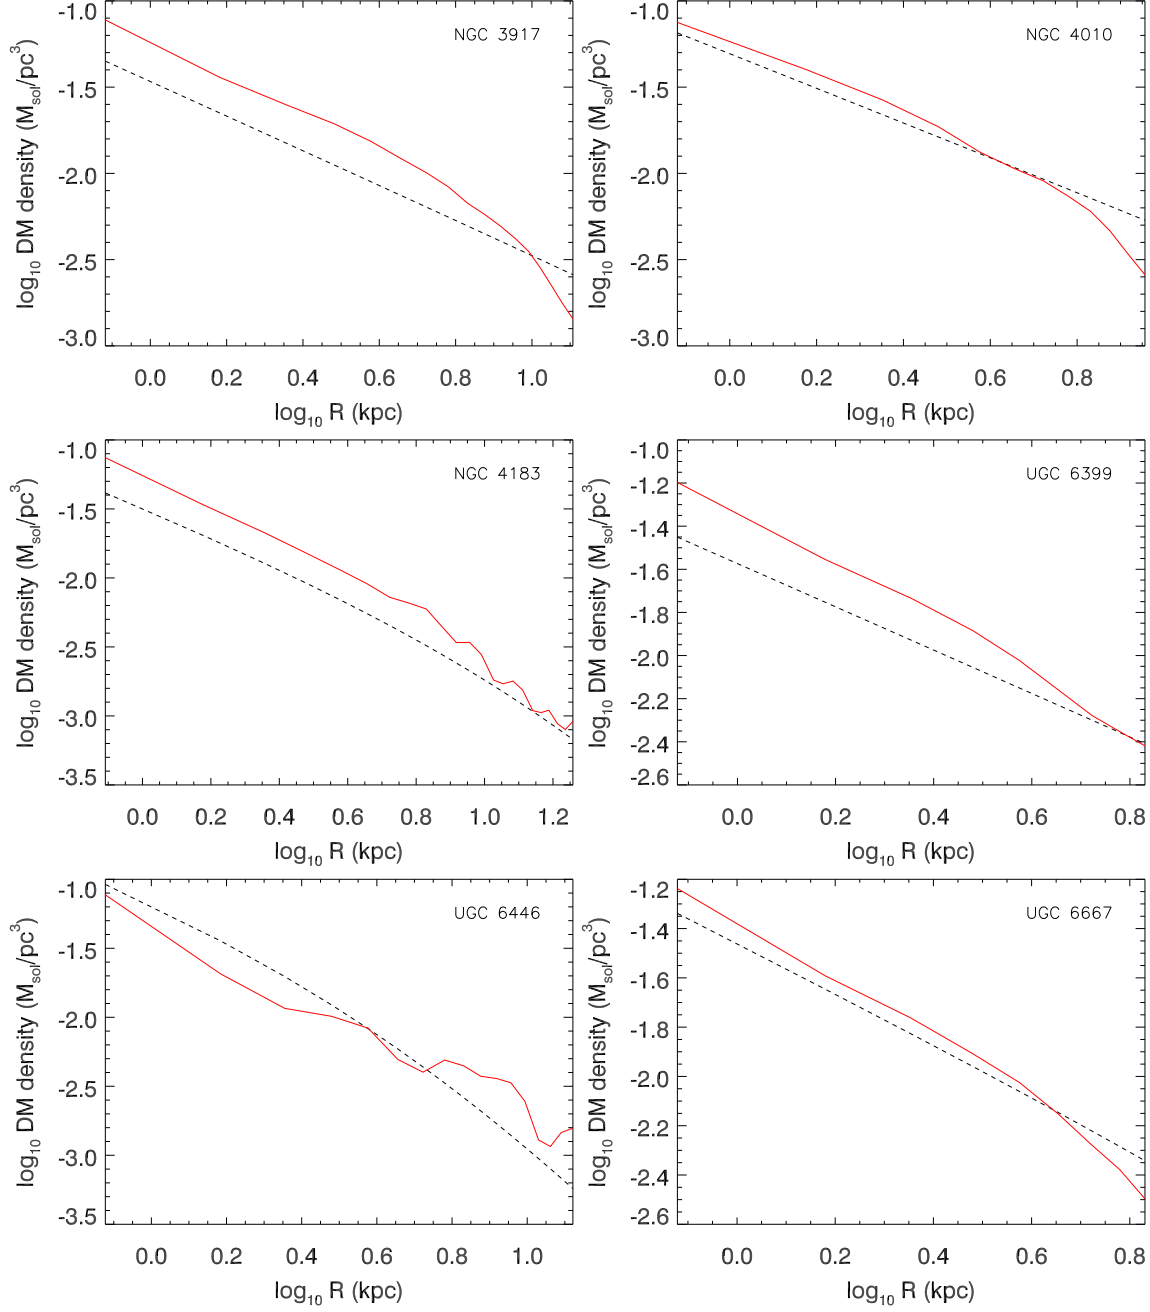 NGC 3917
log₁₀ DM density (M_sol/pc³)
-1.0
-1.5
-2.0
-2.5
-3.0
0.0 0.2 0.4 0.6 0.8 1.0
log₁₀ R (kpc)
NGC 4010
log₁₀ DM density (M_sol/pc³)
-1.0
-1.5
-2.0
-2.5
-3.0
0.0 0.2 0.4 0.6 0.8
log₁₀ R (kpc)
NGC 4183
log₁₀ DM density (M_sol/pc³)
-1.0
-1.5
-2.0
-2.5
-3.0
-3.5
0.0 0.2 0.4 0.6 0.8 1.0 1.2
log₁₀ R (kpc)
UGC 6399
log₁₀ DM density (M_sol/pc³)
-1.0
-1.2
-1.4
-1.6
-1.8
-2.0
-2.2
-2.4
-2.6
0.0 0.2 0.4 0.6 0.8
log₁₀ R (kpc)
UGC 6446
log₁₀ DM density (M_sol/pc³)
-1.0
-1.5
-2.0
-2.5
-3.0
-3.5
0.0 0.2 0.4 0.6 0.8 1.0
log₁₀ R (kpc)
UGC 6667
log₁₀ DM density (M_sol/pc³)
-1.2
-1.4
-1.6
-1.8
-2.0
-2.2
-2.4
-2.6
0.0 0.2 0.4 0.6 0.8
log₁₀ R (kpc)